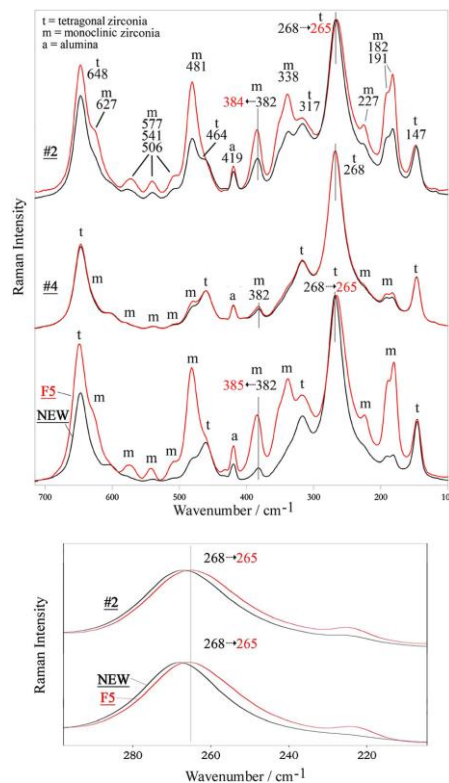 t = tetragonal zirconia
m = monoclinic zirconia
a = alumina
t
648
m
627
m
577
541
506
m
481
t
464
a
419
384←382
m
338
t
317
t
268→265
m
227
m
182
191
t
147
#2
t
268
#4
t
m
m
m
m
m
t
a
m
382
t
m
m
t
t
268→265
F5
NEW
t
m
m
m
m
m
t
a
m
385←382
m
t
m
m
t
Raman Intensity
700 600 500 400 300 200 100
Wavenumber / cm-1
268→265
#2
268→265
NEW
F5
Raman Intensity
280 260 240 220
Wavenumber / cm-1